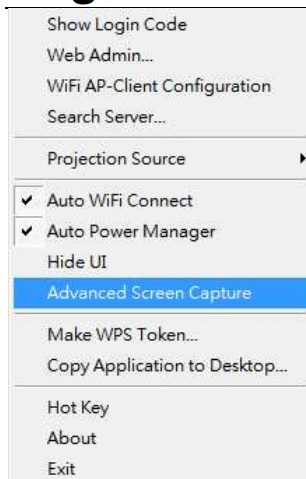 Show Login Code
Web Admin...
WiFi AP-Client Configuration
Search Server...
Projection Source
Auto WiFi Connect
Auto Power Manager
Hide UI
Advanced Screen Capture
Make WPS Token...
Copy Application to Desktop...
Hot Key
About
Exit